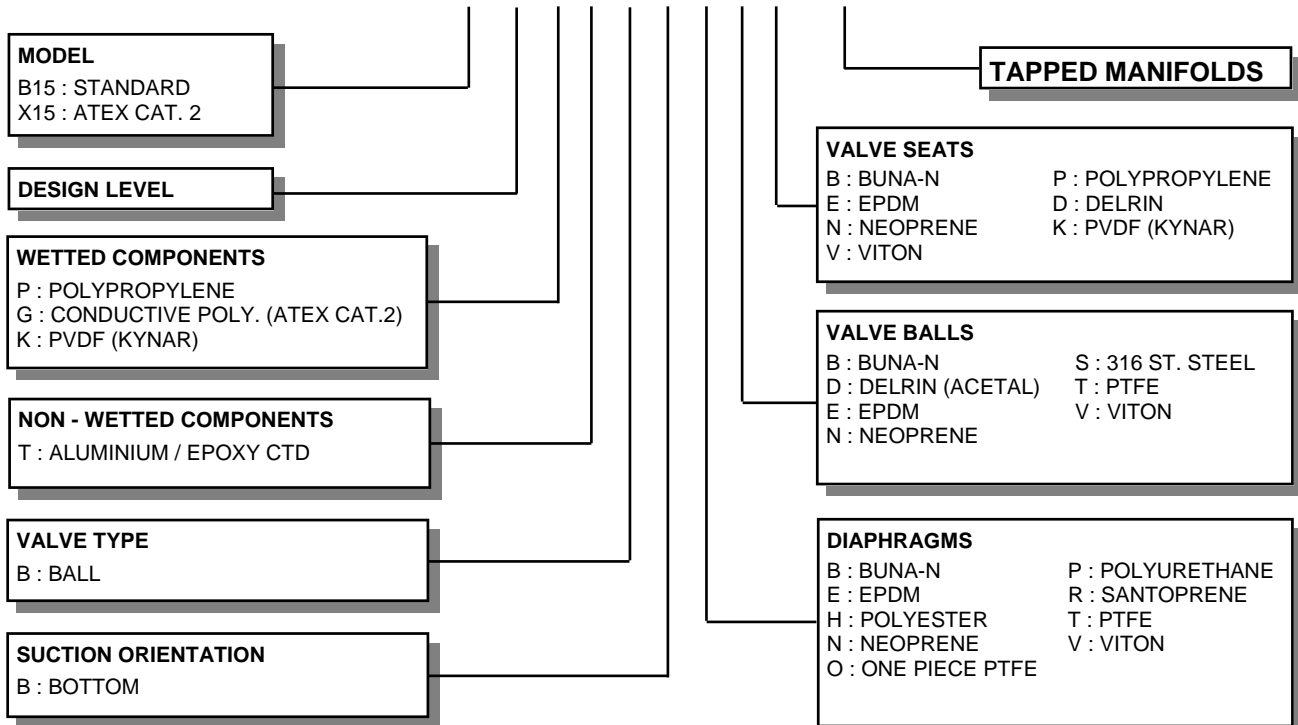 MODEL
B15 : STANDARD
X15 : ATEX CAT. 2
DESIGN LEVEL
WETTED COMPONENTS
P : POLYPROPYLENE
G : CONDUCTIVE POLY. (ATEX CAT.2)
K : PVDF (KYNAR)
NON - WETTED COMPONENTS
T : ALUMINIUM / EPOXY CTD
VALVE TYPE
B : BALL
SUCTION ORIENTATION
B : BOTTOM
TAPPED MANIFOLDS
VALVE SEATS
B : BUNA-N P : POLYPROPYLENE
E : EPDM D : DELRIN
N : NEOPRENE K : PVDF (KYNAR)
V : VITON
VALVE BALLS
B : BUNA-N S : 316 ST. STEEL
D : DELRIN (ACETAL) T : PTFE
E : EPDM V : VITON
N : NEOPRENE
DIAPHRAGMS
B : BUNA-N P : POLYURETHANE
E : EPDM R : SANTOPRENE
H : POLYESTER T : PTFE
N : NEOPRENE V : VITON
O : ONE PIECE PTFE